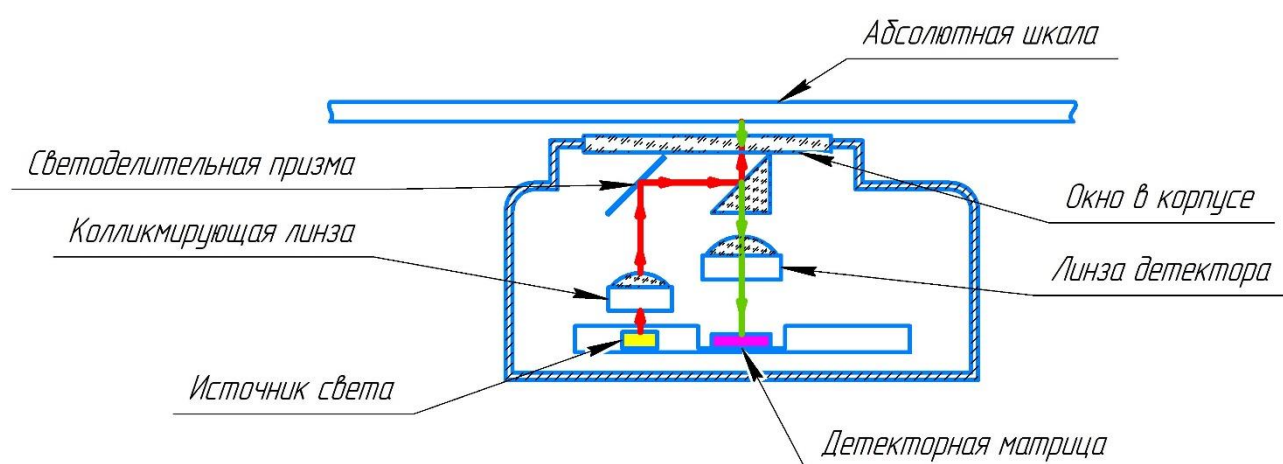 Абсолютная шкала
Светоделительная призма
Окно в корпусе
Колликмирующая линза
Линза детектора
Источник света
Детекторная матрица